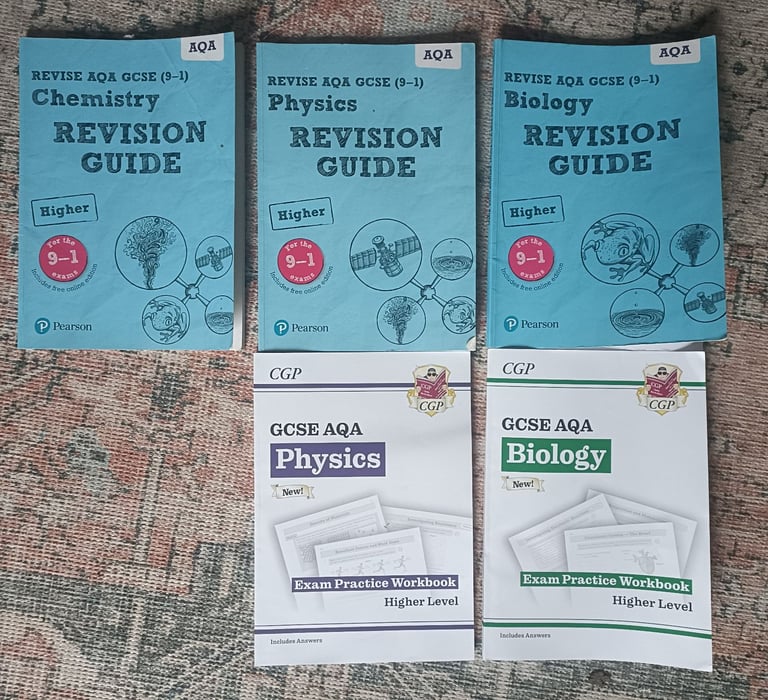 AQA
REVISE AQA GCSE (9–1)
Chemistry
REVISION
GUIDE
Higher
For the
9–1
exams
Includes free online edition
Pearson
AQA
REVISE AQA GCSE (9–1)
Physics
REVISION
GUIDE
Higher
For the
9–1
exams
Includes free online edition
Pearson
AQA
REVISE AQA GCSE (9–1)
Biology
REVISION
GUIDE
Higher
For the
9–1
exams
Includes free online edition
Pearson
CGP
CGP
GCSE AQA
Physics
New!
Exam Practice Workbook
Higher Level
Includes Answers
CGP
CGP
GCSE AQA
Biology
New!
Exam Practice Workbook
Higher Level
Includes Answers